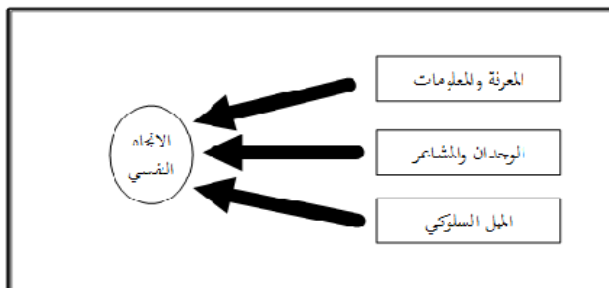 المعرفة والمعلومات
الوجدان والمشاعر
الميل السلوكي
الاتجاه
النفسي